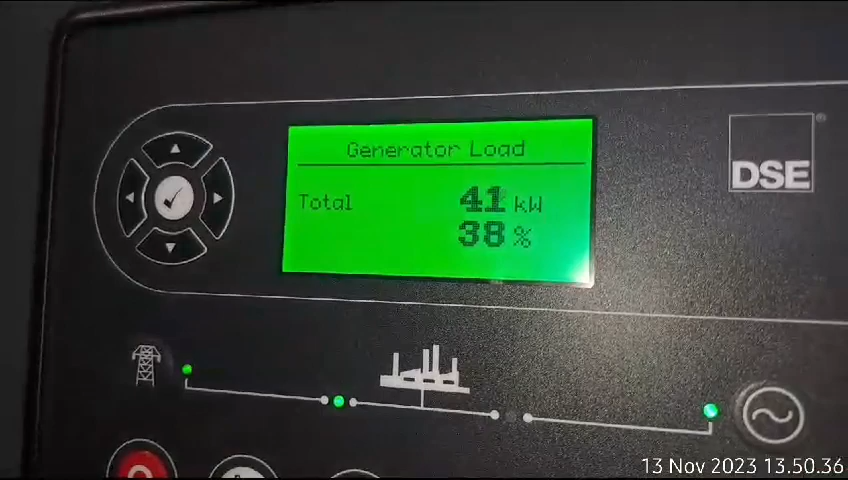 Generator Load
Total 41 kW
38 %
DSE
13 Nov 2023 13.50.36